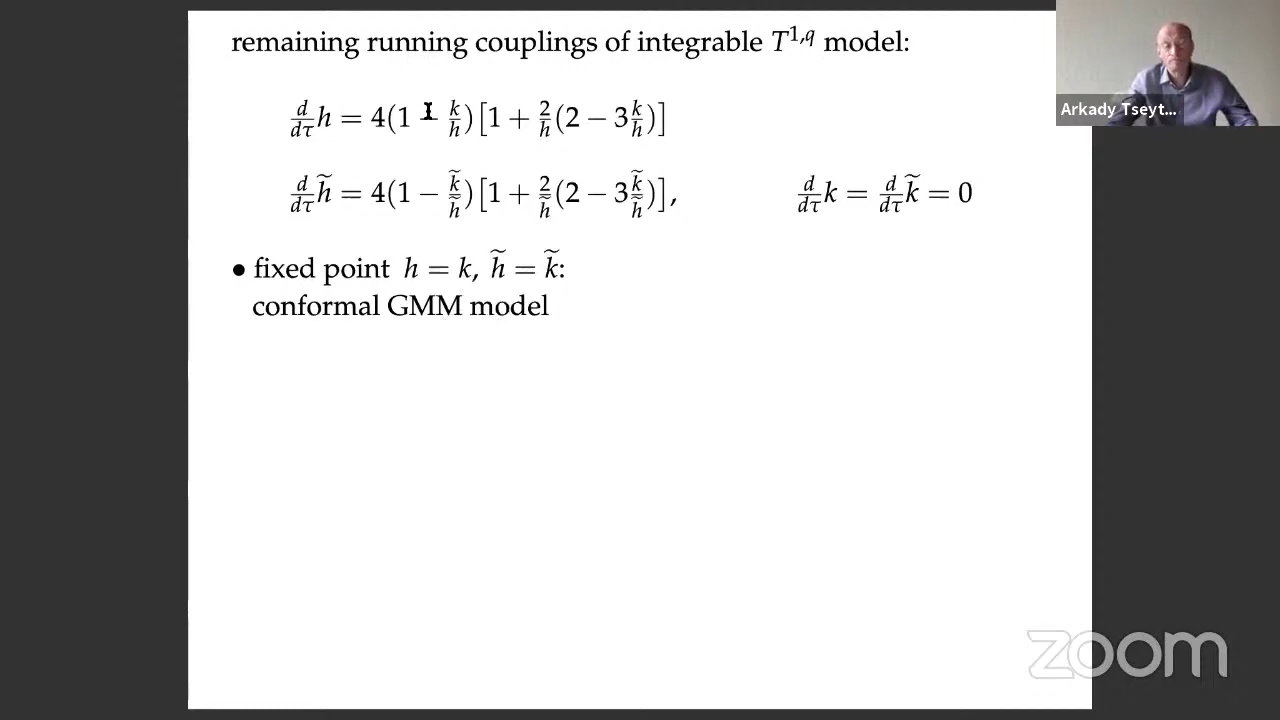 remaining running couplings of integrable T^{1,q} model:
Arkady Tseyt...
d/dτ h = 4(1 − k/h)[1 + 2/h(2 − 3k/h)]
d/dτ h̃ = 4(1 − k̃/h̃)[1 + 2/h̃(2 − 3k̃/h̃)], d/dτ k = d/dτ k̃ = 0
• fixed point h = k, h̃ = k̃:
conformal GMM model
zoom